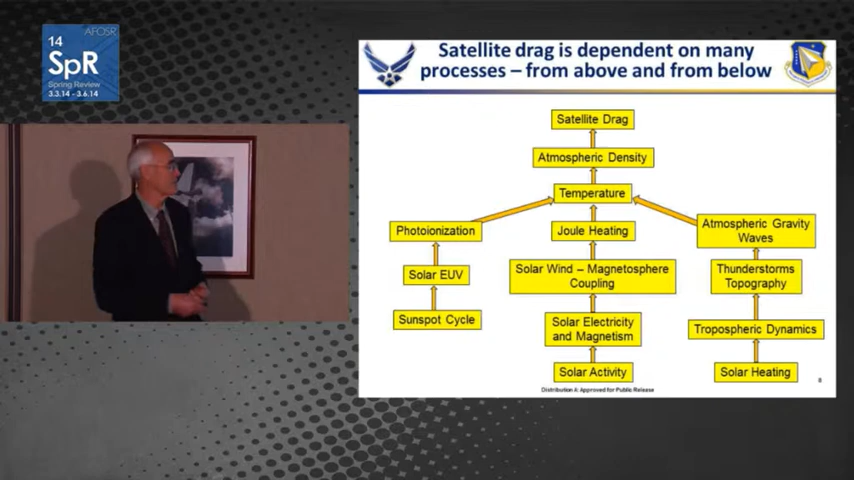 AFOSR
14
SpR
Spring Review
3.3.14 - 3.6.14
Satellite drag is dependent on many
processes – from above and from below
Satellite Drag
Atmospheric Density
Temperature
Photoionization
Joule Heating
Atmospheric Gravity
Waves
Solar EUV
Solar Wind – Magnetosphere
Coupling
Thunderstorms
Topography
Sunspot Cycle
Solar Electricity
and Magnetism
Tropospheric Dynamics
Solar Activity
Solar Heating
Distribution A: Approved for Public Release
8